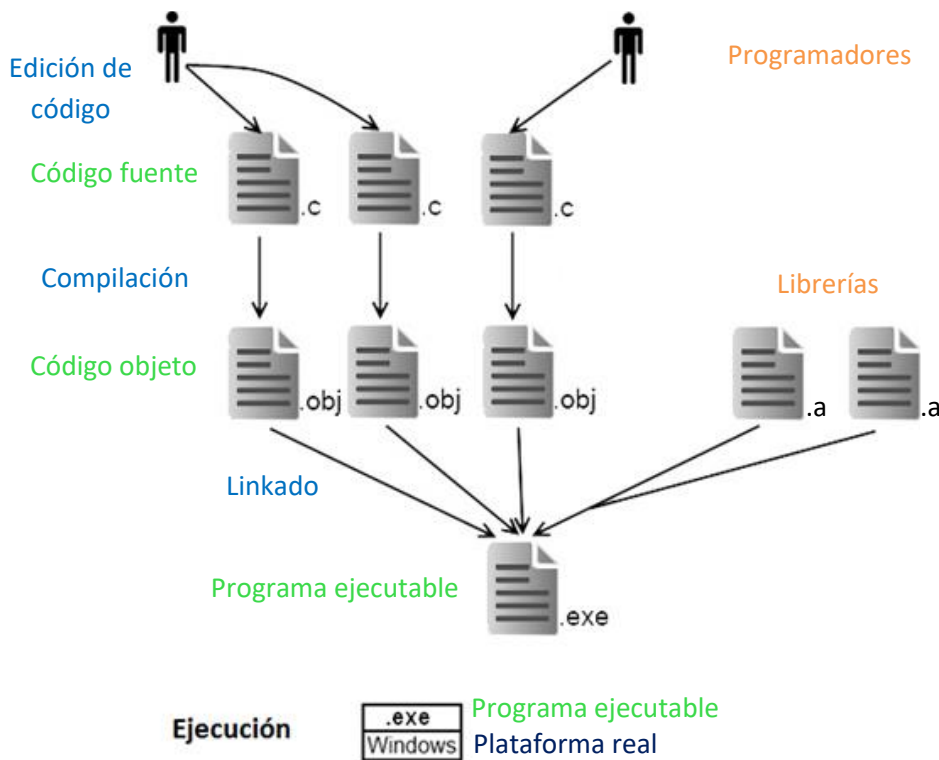 Programadores
Edición de
código
Código fuente
.c
.c
.c
Compilación
Librerías
Código objeto
.obj
.obj
.obj
.a
.a
Linkado
Programa ejecutable
.exe
Ejecución
.exe
Programa ejecutable
Windows
Plataforma real